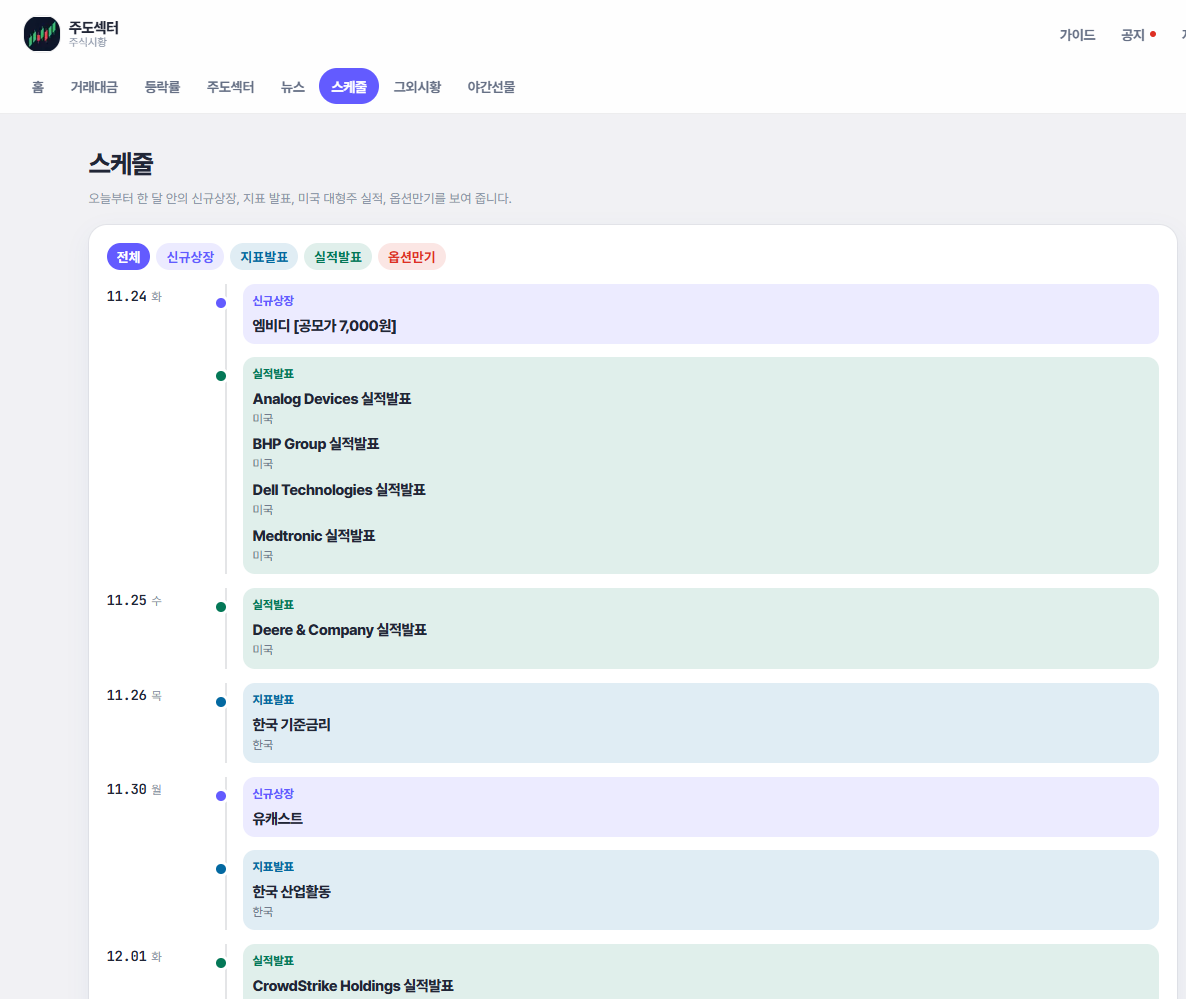 주도섹터
주식시황
가이드
공지
홈
거래대금
등락률
주도섹터
뉴스
스케줄
그외시황
야간선물
스케줄
오늘부터 한 달 안의 신규상장, 지표 발표, 미국 대형주 실적, 옵션만기를 보여 줍니다.
전체
신규상장
지표발표
실적발표
옵션만기
11.24 화
신규상장
엠비디 [공모가 7,000원]
실적발표
Analog Devices 실적발표
미국
BHP Group 실적발표
미국
Dell Technologies 실적발표
미국
Medtronic 실적발표
미국
11.25 수
실적발표
Deere & Company 실적발표
미국
11.26 목
지표발표
한국 기준금리
한국
11.30 월
신규상장
유캐스트
지표발표
한국 산업활동
한국
12.01 화
실적발표
CrowdStrike Holdings 실적발표